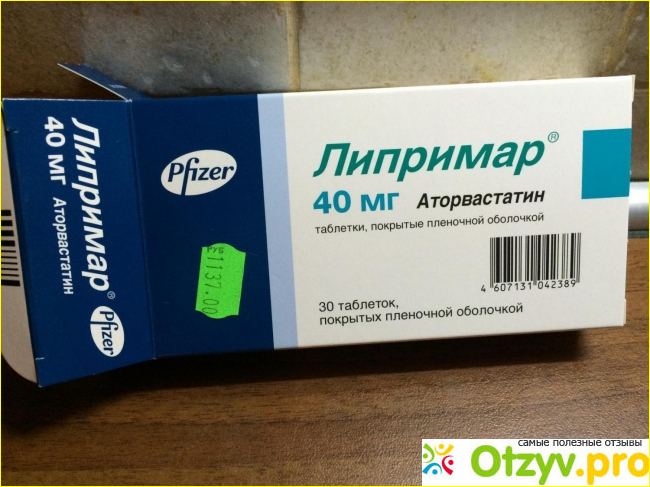 Липримар®
40 мг Аторвастатин
Pfizer
Pfizer
1137.00
Липримар®
40 мг Аторвастатин
таблетки, покрытые пленочной оболочкой
4 607131 042389
30 таблеток,
покрытых пленочной оболочкой
самые полезные отзывы
Otzyv.pro